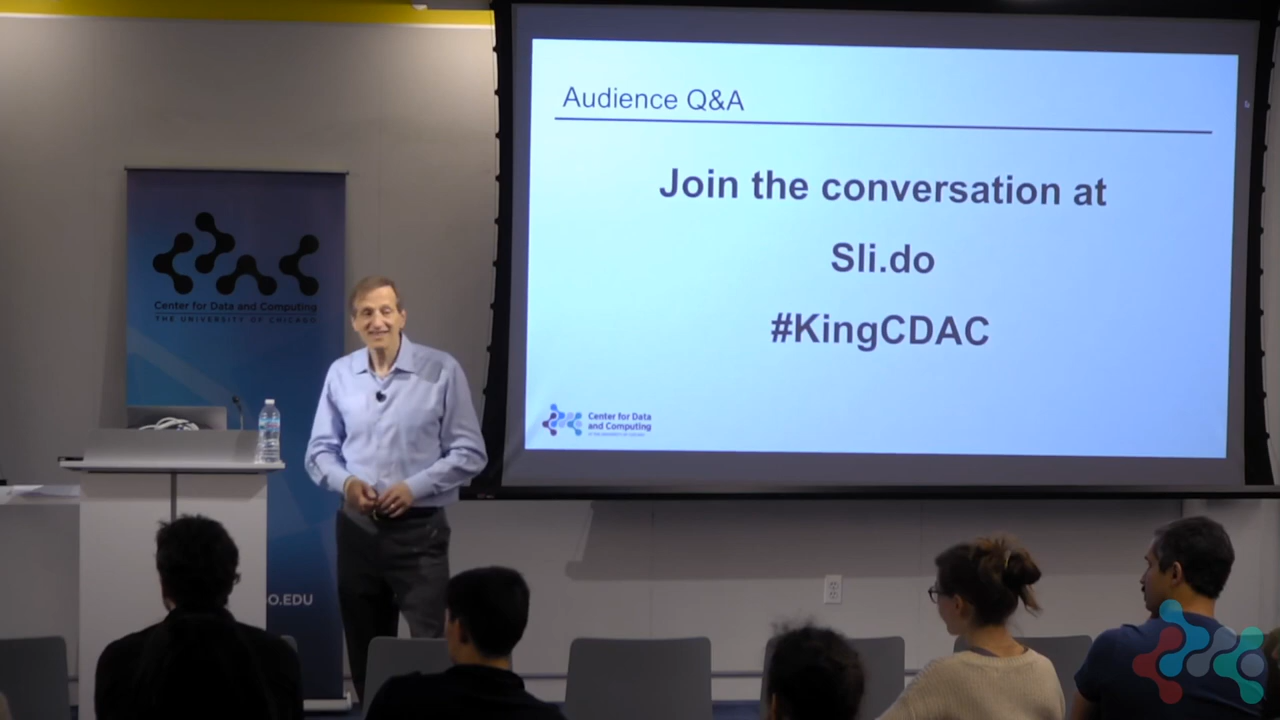 Audience Q&A
Join the conversation at
Sli.do
#KingCDAC
Center for Data
and Computing
Center for Data and Computing
THE UNIVERSITY OF CHICAGO
O.EDU